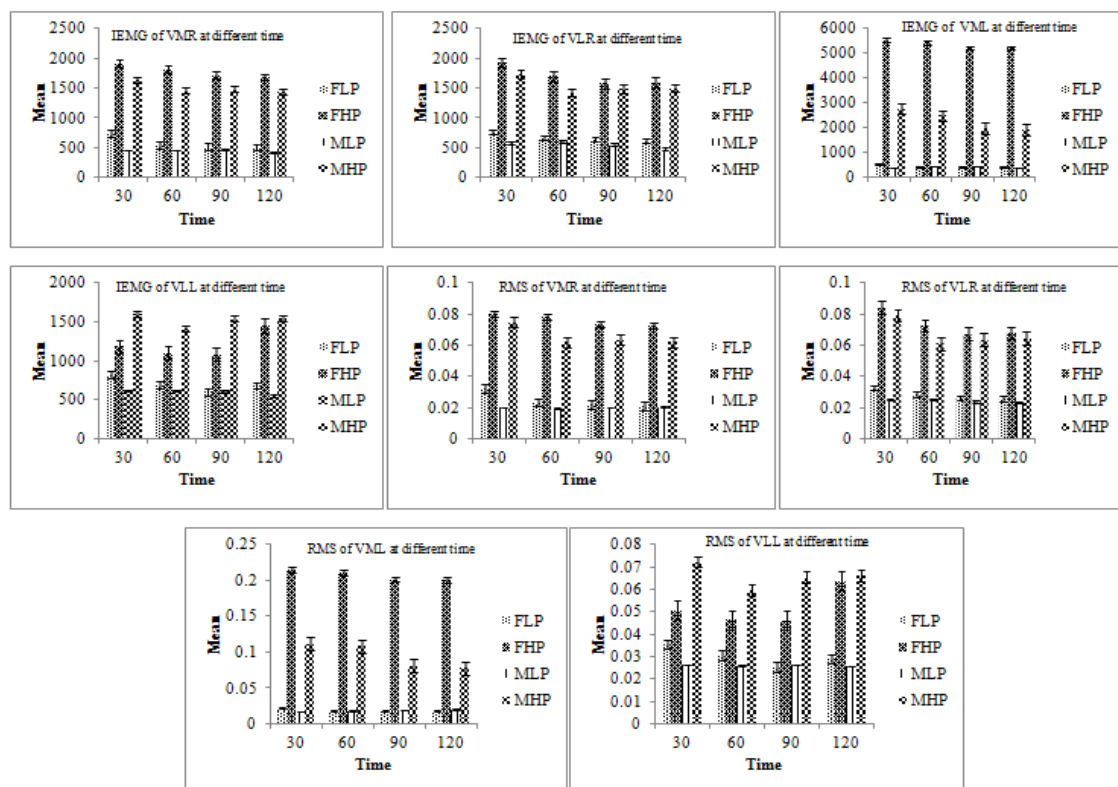 IEMG of VMR at different time
2500
2000
1500
1000
500
0
Mean
30 60 90 120
Time
FLP
FHP
MLP
MHP
IEMG of VLR at different time
2500
2000
1500
1000
500
0
Mean
30 60 90 120
Time
FLP
FHP
MLP
MHP
IEMG of VML at different time
6000
5000
4000
3000
2000
1000
0
Mean
30 60 90 120
Time
FLP
FHP
MLP
MHP
IEMG of VLL at different time
2000
1500
1000
500
0
Mean
30 60 90 120
Time
FLP
FHP
MLP
MHP
RMS of VMR at different time
0.1
0.08
0.06
0.04
0.02
0
Mean
30 60 90 120
Time
FLP
FHP
MLP
MHP
RMS of VLR at different time
0.1
0.08
0.06
0.04
0.02
0
Mean
30 60 90 120
Time
FLP
FHP
MLP
MHP
RMS of VML at different time
0.25
0.2
0.15
0.1
0.05
0
Mean
30 60 90 120
Time
FLP
FHP
MLP
MHP
RMS of VLL at different time
0.08
0.07
0.06
0.05
0.04
0.03
0.02
0.01
0
Mean
30 60 90 120
Time
FLP
FHP
MLP
MHP